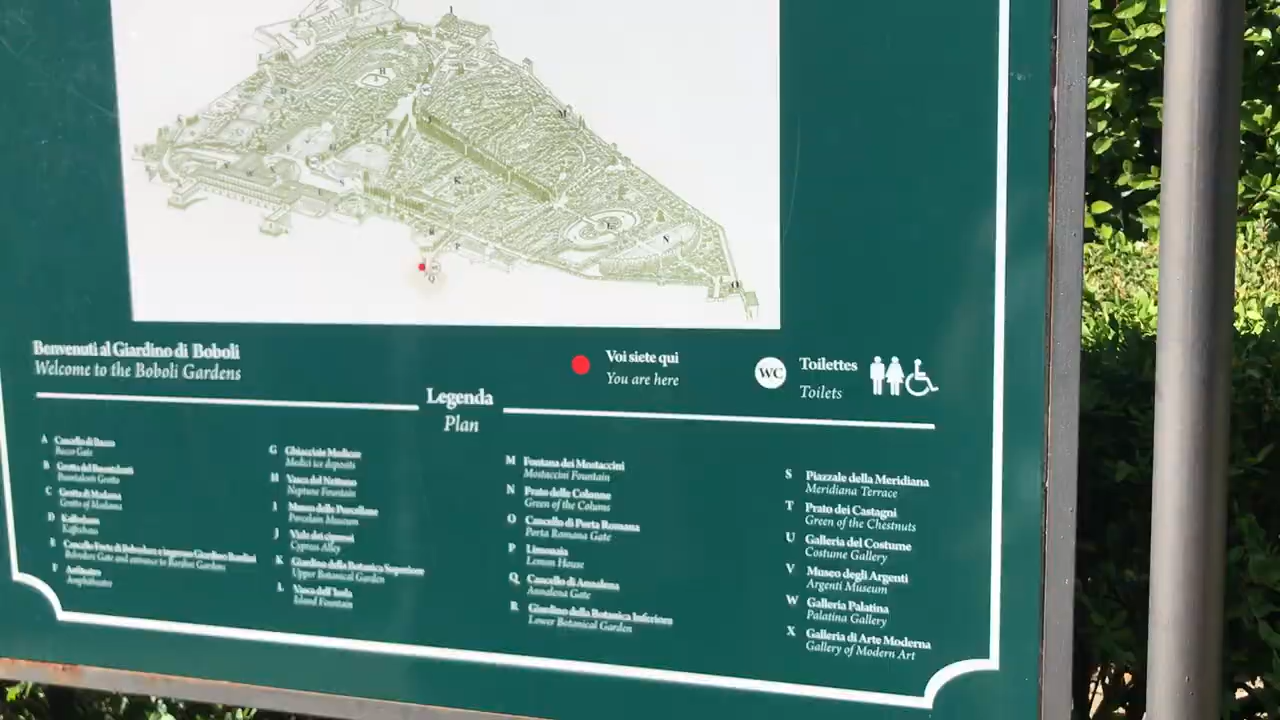 Benvenuti al Giardino di Boboli
Welcome to the Boboli Gardens
Voi siete qui
You are here
WC
Toilettes
Toilets
Legenda
Plan
A Cancello di Bacco
Bacco Gate
B Grotta del Buontalenti
Buontalenti Grotto
C Grotta di Madama
Grotto of Madama
D Kaffeehaus
Kaffeehaus
E Cancello Forte di Belvedere e ingresso Giardino Bardini
Belvedere Gate and entrance to Bardini Gardens
F Anfiteatro
Amphitheater
G Ghiacciaie Medicee
Medici ice deposits
H Vasca del Nettuno
Neptune Fountain
I Museo delle Porcellane
Porcelain Museum
J Viale dei cipressi
Cypress Alley
K Giardino della Botanica Superiore
Upper Botanical Garden
L Vasca dell'Isola
Island Fountain
M Fontana dei Mostaccini
Mostaccini Fountain
N Prato delle Colonne
Green of the Colums
O Cancello di Porta Romana
Porta Romana Gate
P Limonaia
Lemon House
Q Cancello di Annalena
Annalena Gate
R Giardino della Botanica Inferiore
Lower Botanical Garden
S Piazzale della Meridiana
Meridiana Terrace
T Prato dei Castagni
Green of the Chestnuts
U Galleria del Costume
Costume Gallery
V Museo degli Argenti
Argenti Museum
W Galleria Palatina
Palatina Gallery
X Galleria di Arte Moderna
Gallery of Modern Art